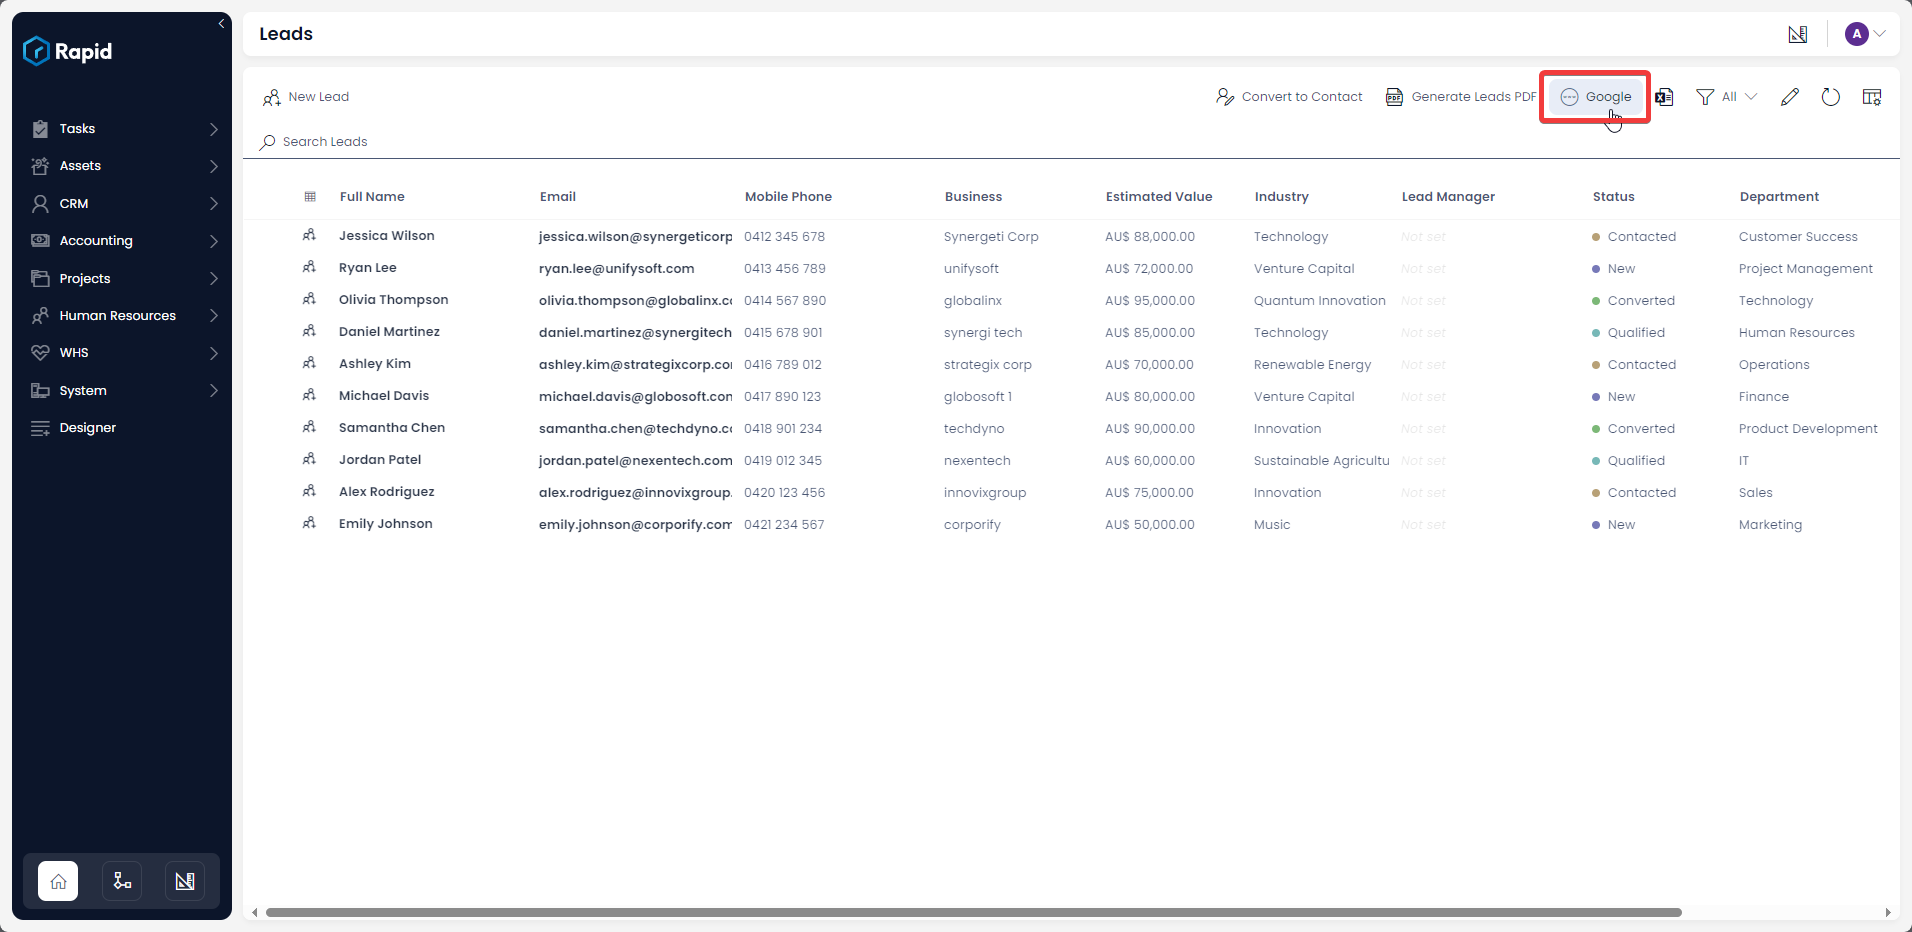 Rapid
Tasks
Assets
CRM
Accounting
Projects
Human Resources
WHS
System
Designer
Leads
A
New Lead
Convert to Contact
PDF Generate Leads PDF
Google
X
All
Search Leads
Full Name Email Mobile Phone Business Estimated Value Industry Lead Manager Status Department
Jessica Wilson jessica.wilson@synergeticorp 0412 345 678 Synergeti Corp AU$ 88,000.00 Technology Not set Contacted Customer Success
Ryan Lee ryan.lee@unifysoft.com 0413 456 789 unifysoft AU$ 72,000.00 Venture Capital Not set New Project Management
Olivia Thompson olivia.thompson@globalinx.c 0414 567 890 globalinx AU$ 95,000.00 Quantum Innovation Not set Converted Technology
Daniel Martinez daniel.martinez@synergitech 0415 678 901 synergi tech AU$ 85,000.00 Technology Not set Qualified Human Resources
Ashley Kim ashley.kim@strategixcorp.co 0416 789 012 strategix corp AU$ 70,000.00 Renewable Energy Not set Contacted Operations
Michael Davis michael.davis@globosoft.com 0417 890 123 globosoft 1 AU$ 80,000.00 Venture Capital Not set New Finance
Samantha Chen samantha.chen@techdyno.c 0418 901 234 techdyno AU$ 90,000.00 Innovation Not set Converted Product Development
Jordan Patel jordan.patel@nexentech.com 0419 012 345 nexentech AU$ 60,000.00 Sustainable Agricultu Not set Qualified IT
Alex Rodriguez alex.rodriguez@innovixgroup. 0420 123 456 innovixgroup AU$ 75,000.00 Innovation Not set Contacted Sales
Emily Johnson emily.johnson@corporify.com 0421 234 567 corporify AU$ 50,000.00 Music Not set New Marketing